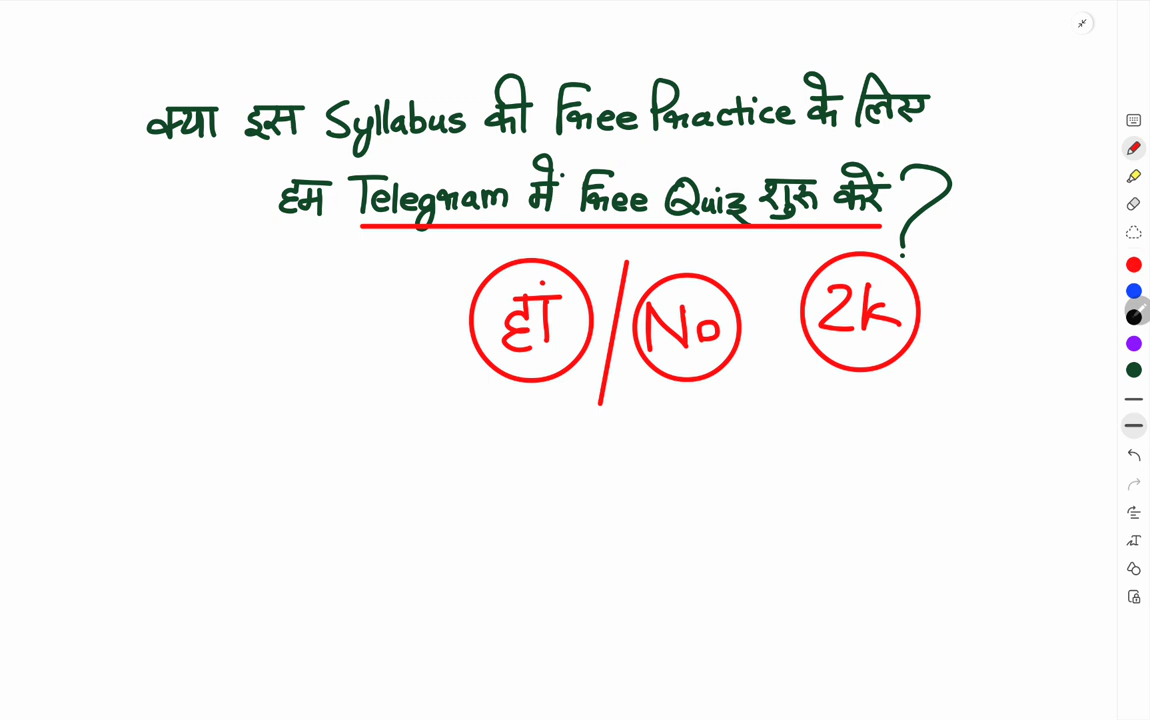 क्या इस Syllabus की Free Practice के लिए
हम Telegram में Free Quiz शुरू करें ?
हां / No 2k